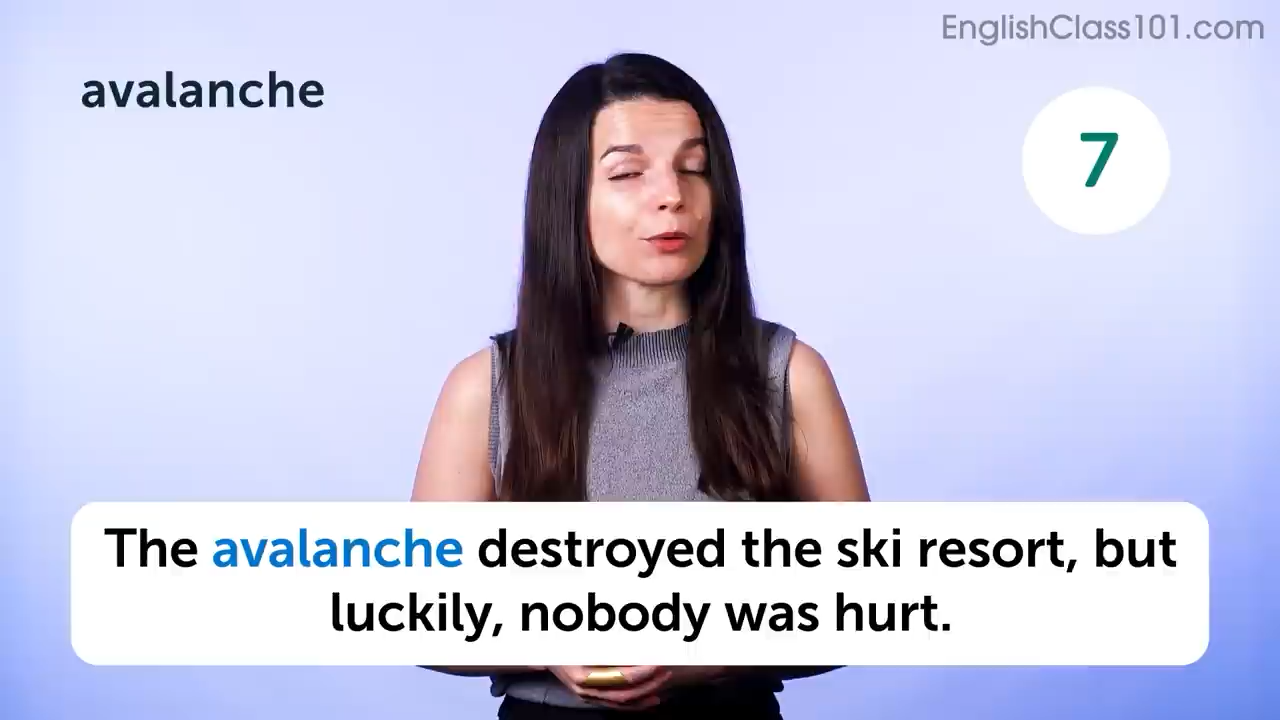 EnglishClass101.com
avalanche
7
The avalanche destroyed the ski resort, but
luckily, nobody was hurt.